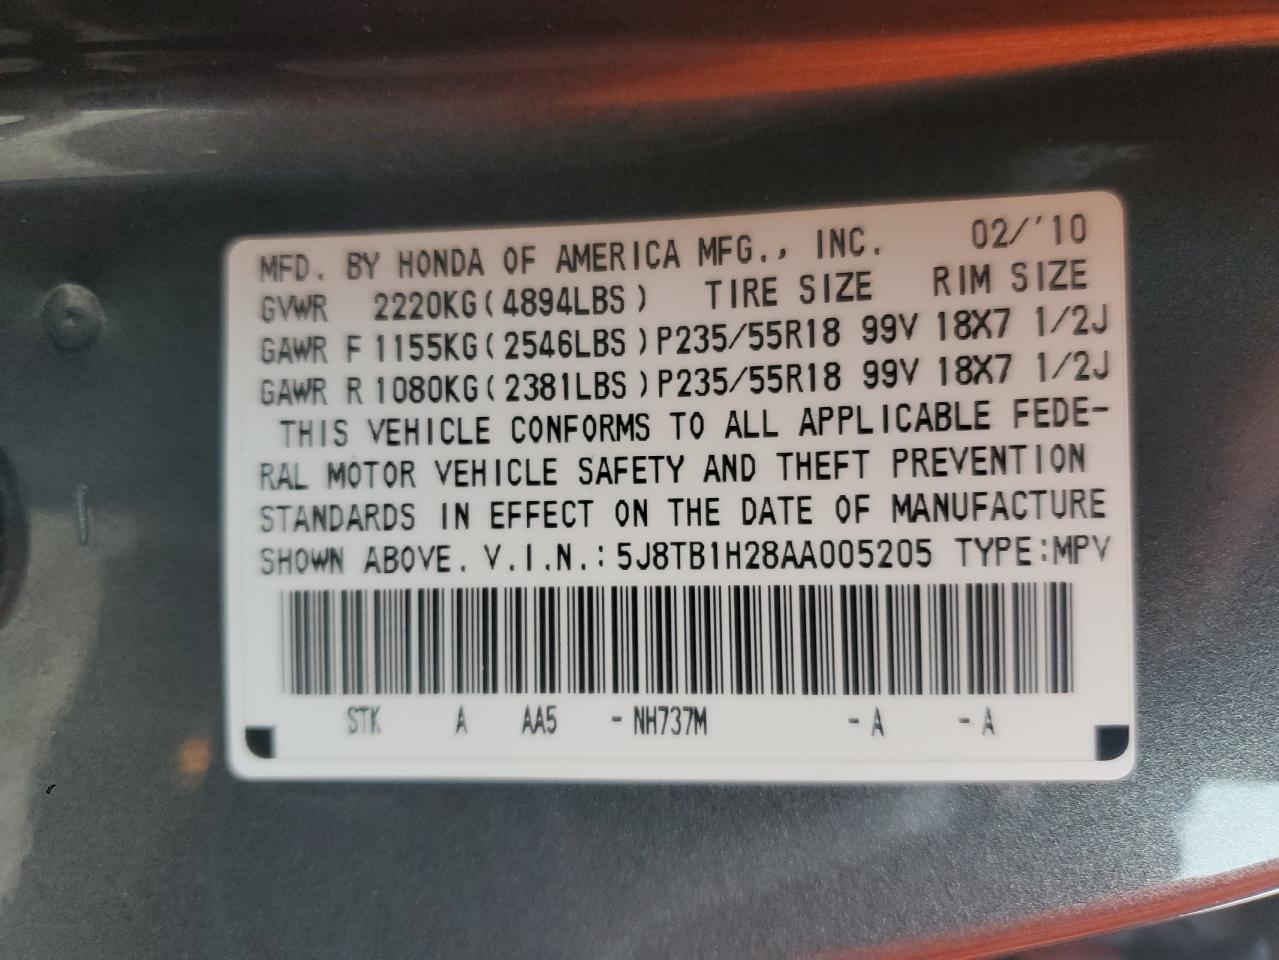 MFD. BY HONDA OF AMERICA MFG., INC. 02/'10
GVWR 2220KG(4894LBS) TIRE SIZE RIM SIZE
GAWR F 1155KG(2546LBS)P235/55R18 99V 18X7 1/2J
GAWR R 1080KG(2381LBS)P235/55R18 99V 18X7 1/2J
THIS VEHICLE CONFORMS TO ALL APPLICABLE FEDE-
RAL MOTOR VEHICLE SAFETY AND THEFT PREVENTION
STANDARDS IN EFFECT ON THE DATE OF MANUFACTURE
SHOWN ABOVE. V.I.N.:5J8TB1H28AA005205 TYPE:MPV
STK A AA5 -NH737M -A -A